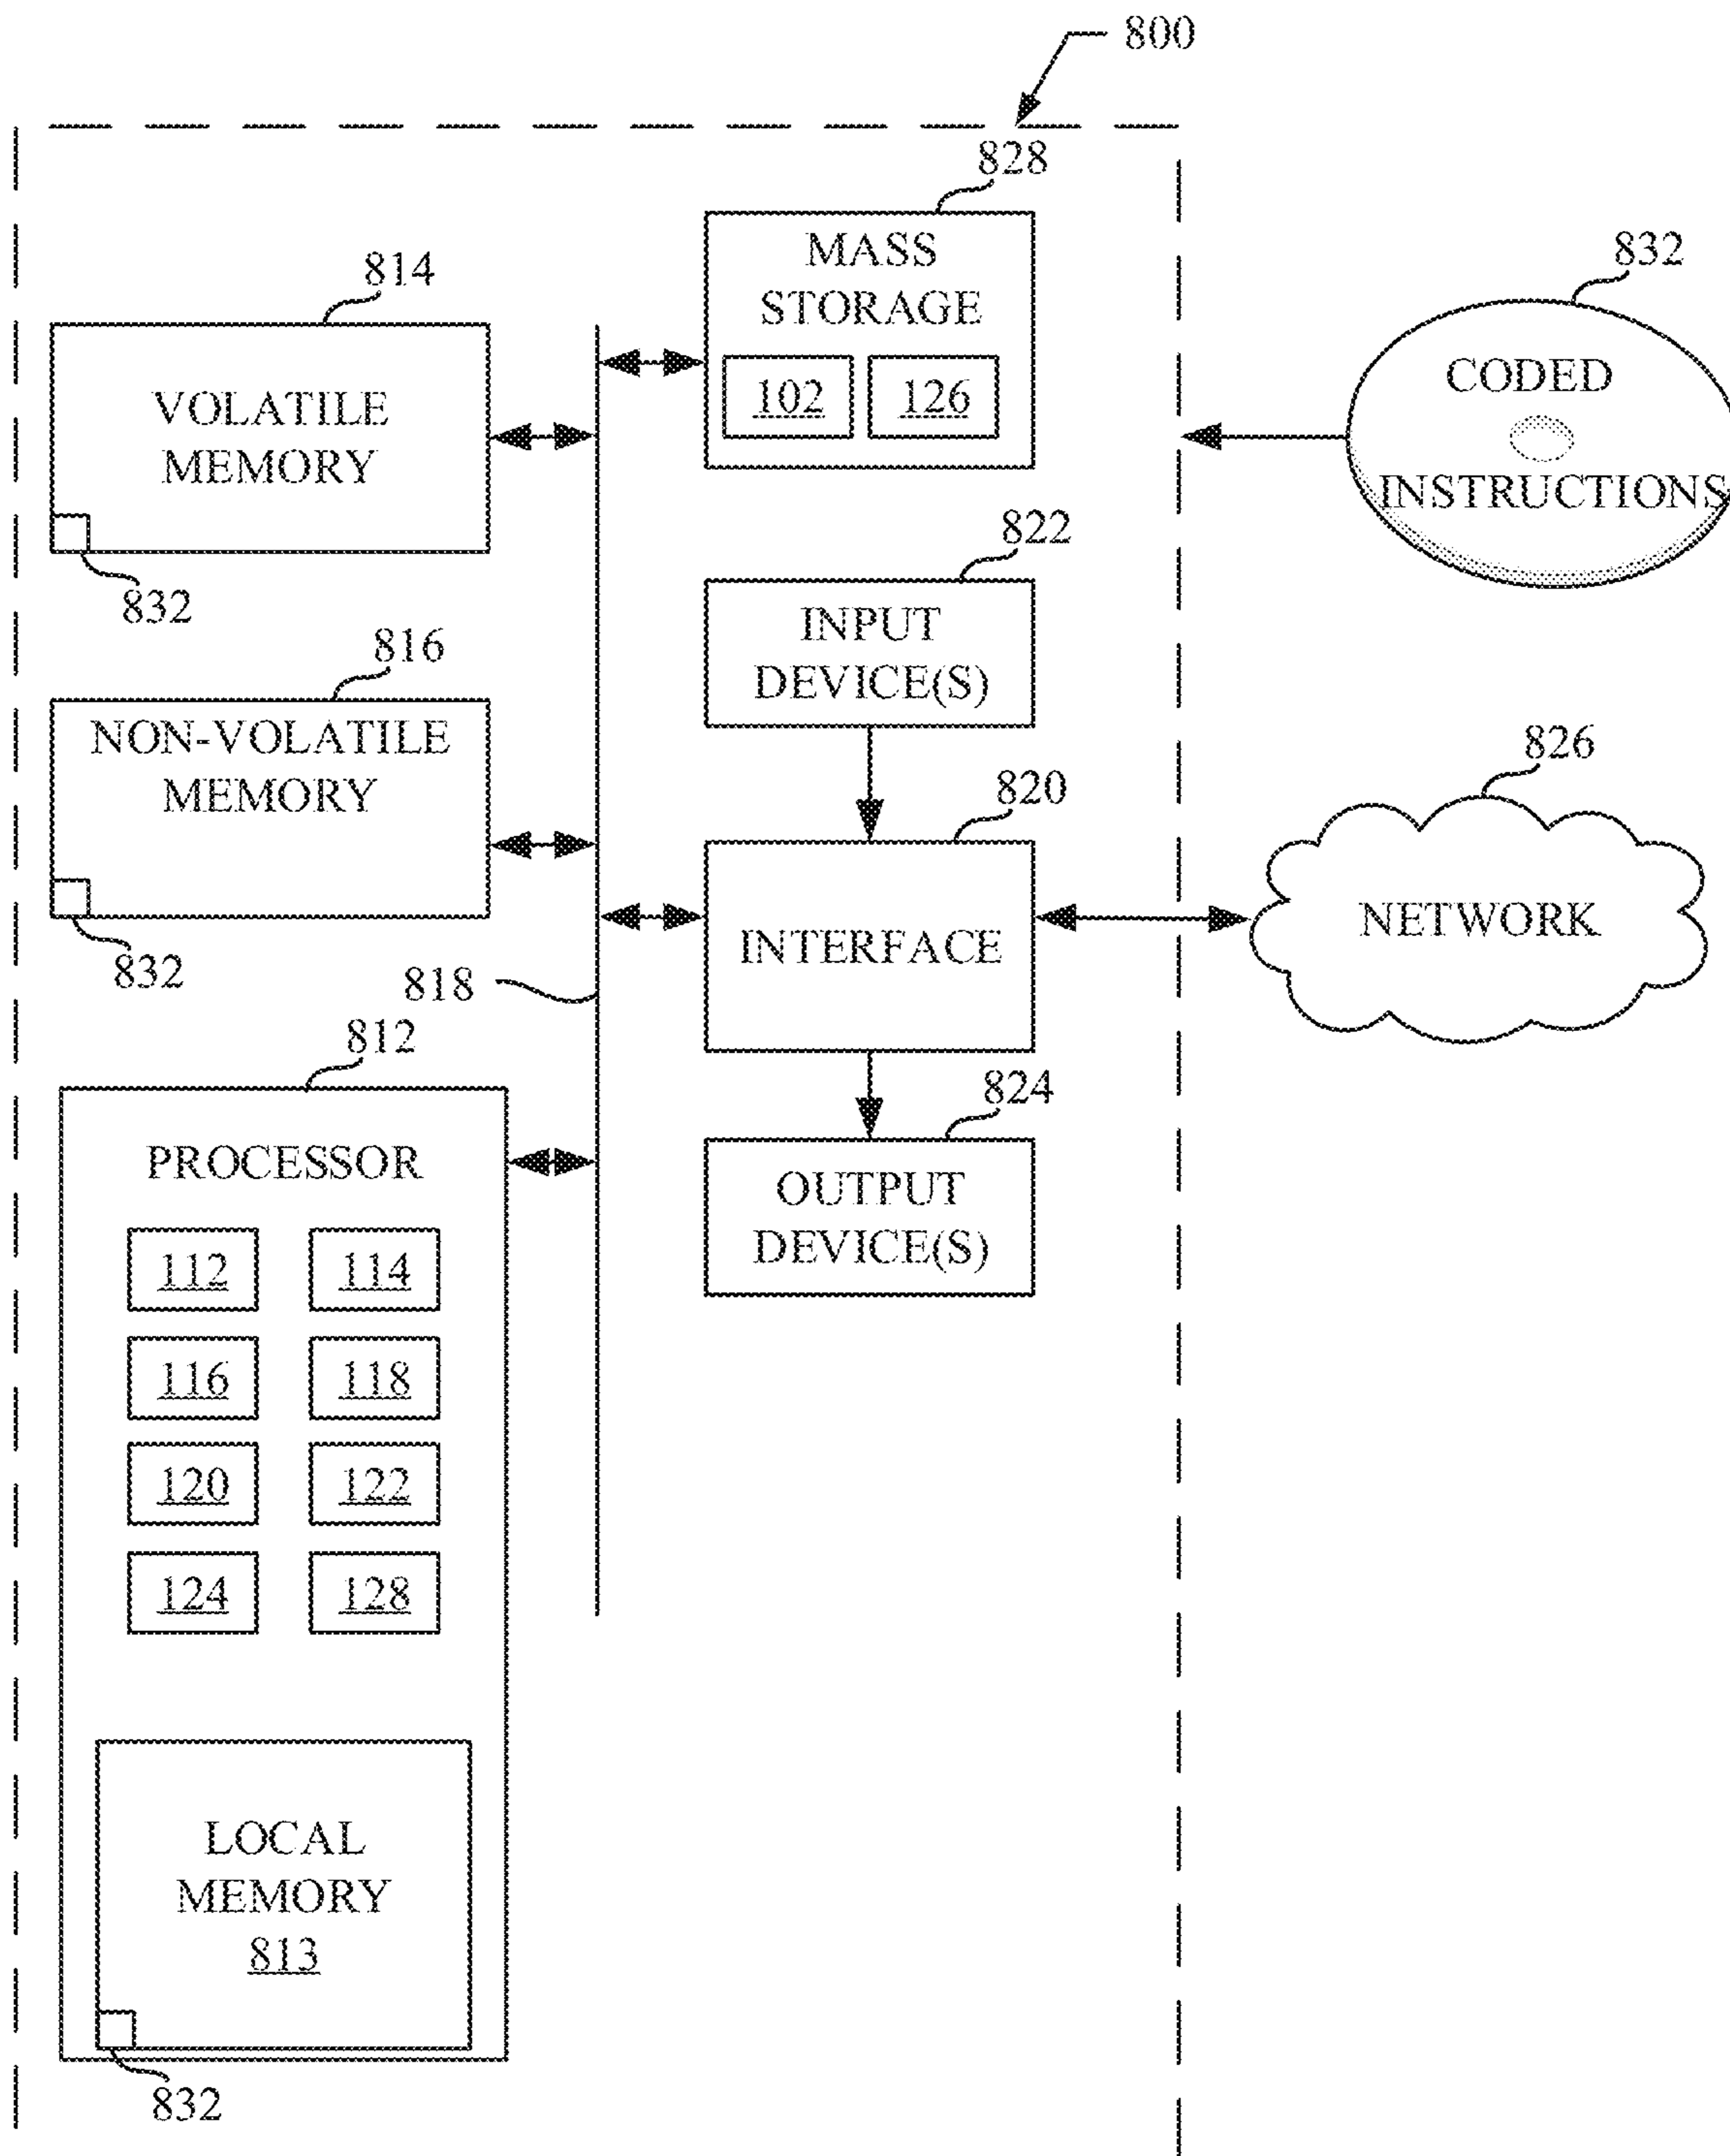 800
828
MASS
STORAGE
102 126
814
VOLATILE
MEMORY
832
832
CODED
INSTRUCTIONS
822
INPUT
DEVICE(S)
816
NON-VOLATILE
MEMORY
832
826
NETWORK
820
INTERFACE
818
812
PROCESSOR
112 114
116 118
120 122
124 128
824
OUTPUT
DEVICE(S)
LOCAL
MEMORY
813
832